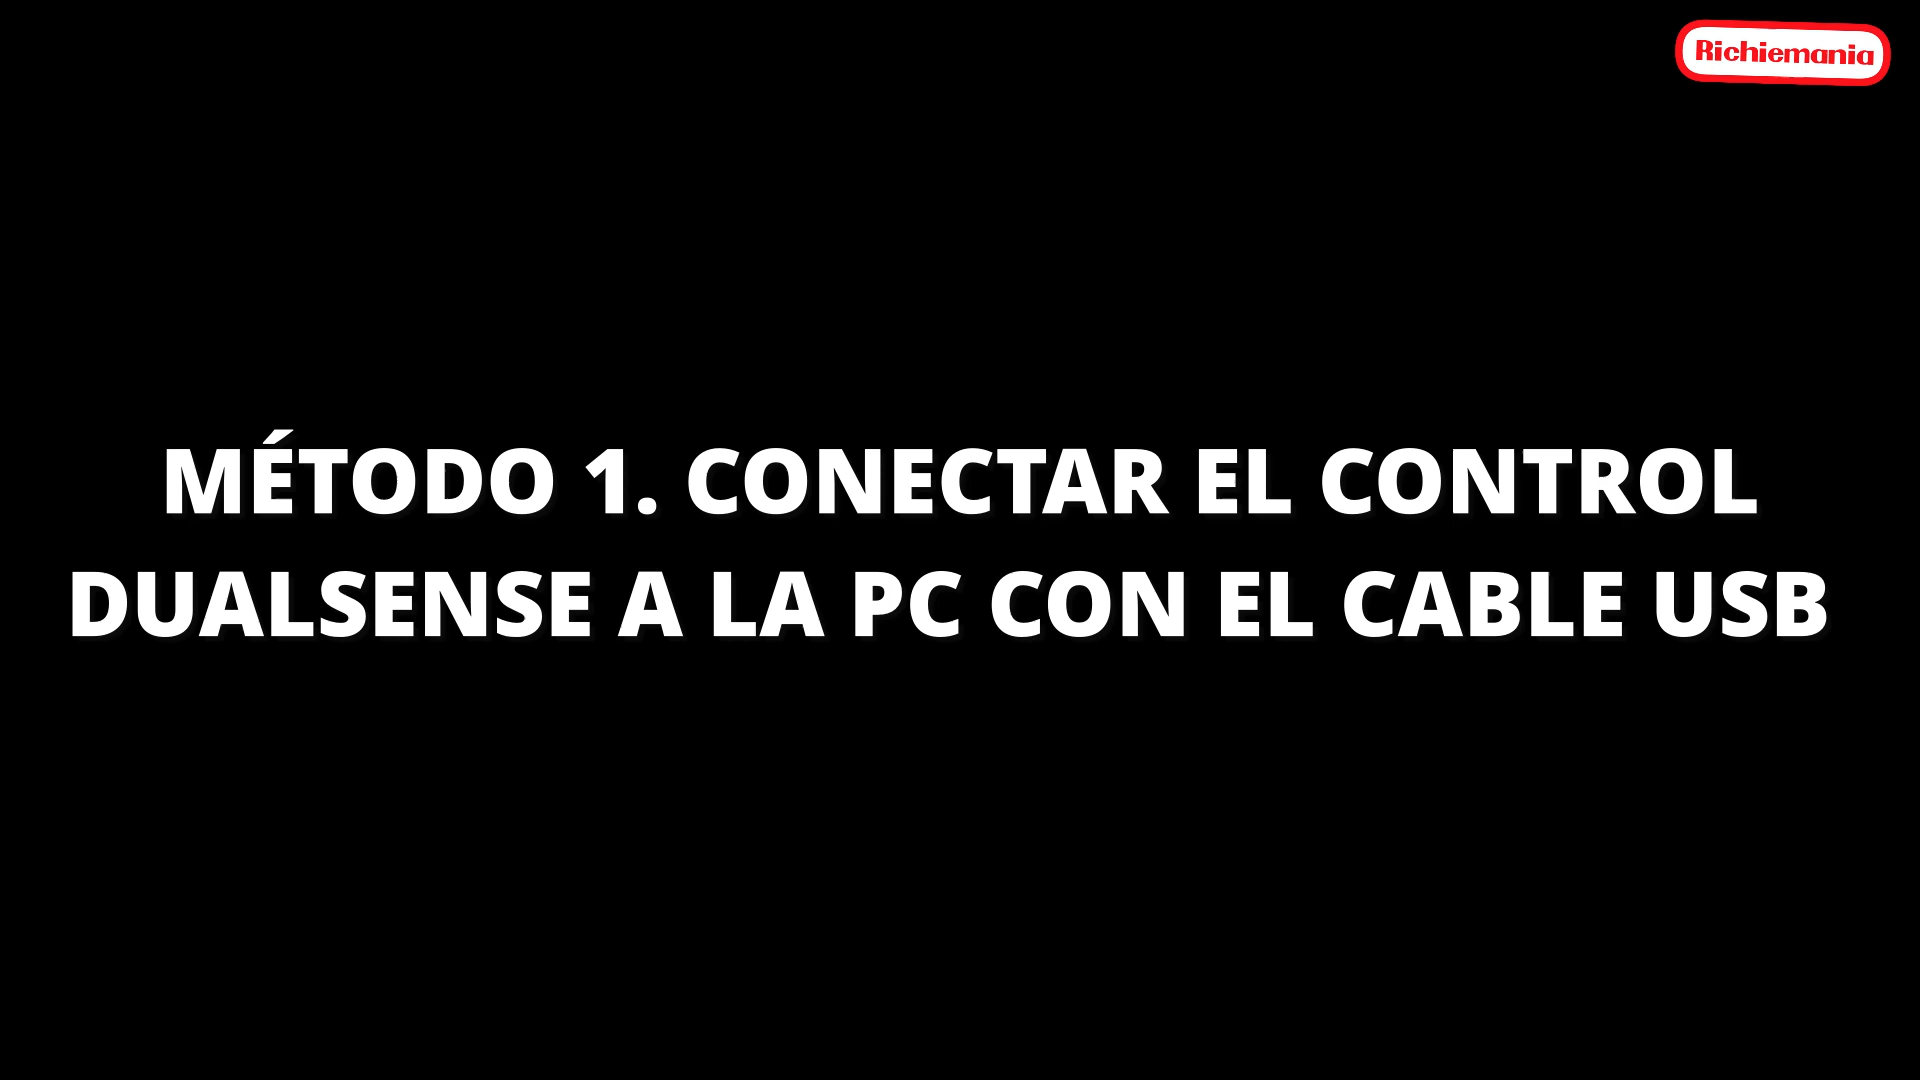 Richiemania
MÉTODO 1. CONECTAR EL CONTROL
DUALSENSE A LA PC CON EL CABLE USB